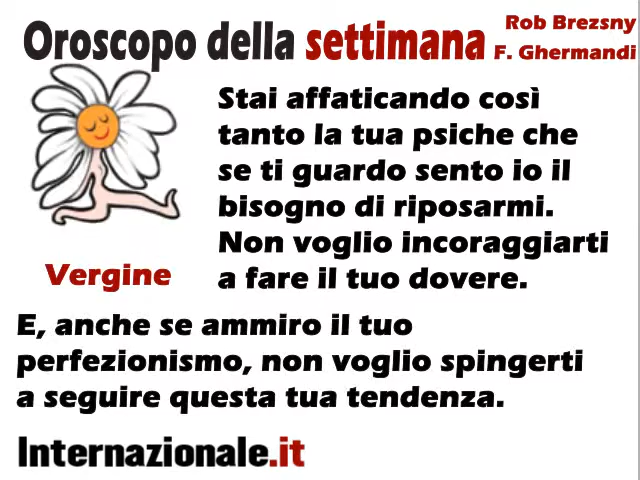 Oroscopo della settimana
Rob Brezsny
F. Ghermandi
Stai affaticando così
tanto la tua psiche che
se ti guardo sento io il
bisogno di riposarmi.
Non voglio incoraggiarti
a fare il tuo dovere.
Vergine
E, anche se ammiro il tuo
perfezionismo, non voglio spingerti
a seguire questa tua tendenza.
Internazionale.it